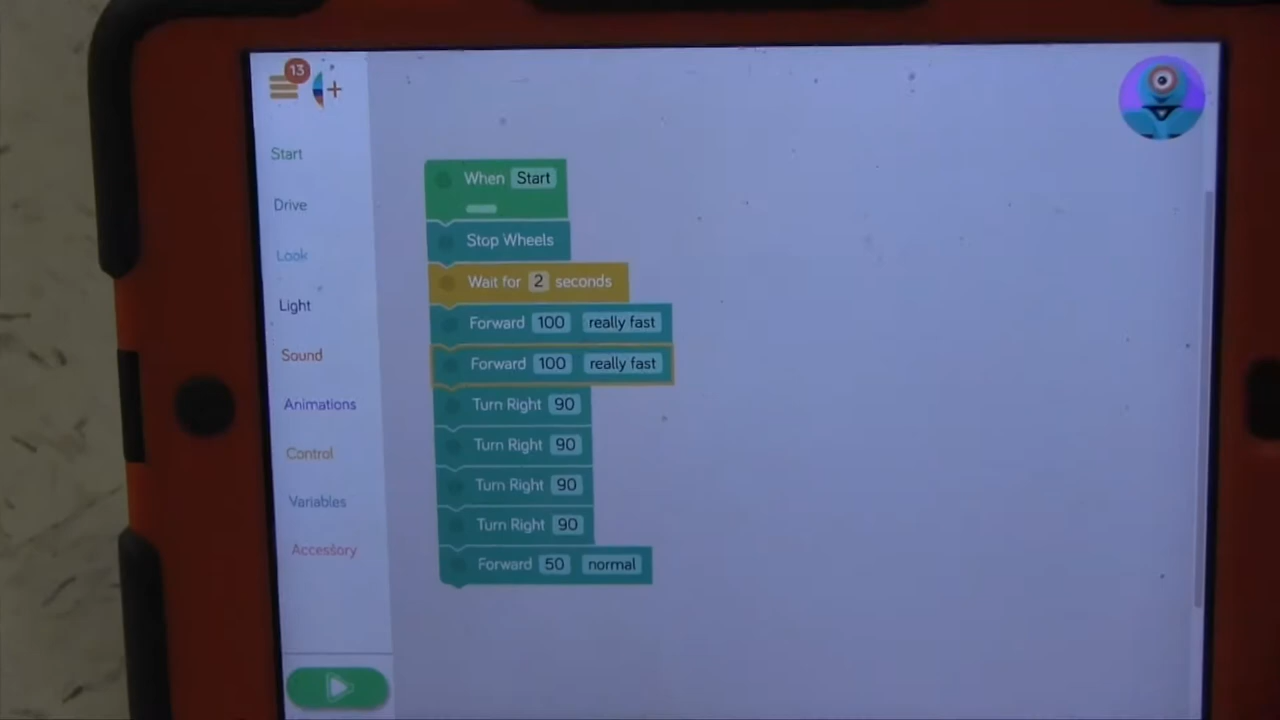 13
+
Start
Drive
Look
Light
Sound
Animations
Control
Variables
Accessory
When Start
Stop Wheels
Wait for 2 seconds
Forward 100 really fast
Forward 100 really fast
Turn Right 90
Turn Right 90
Turn Right 90
Turn Right 90
Forward 50 normal